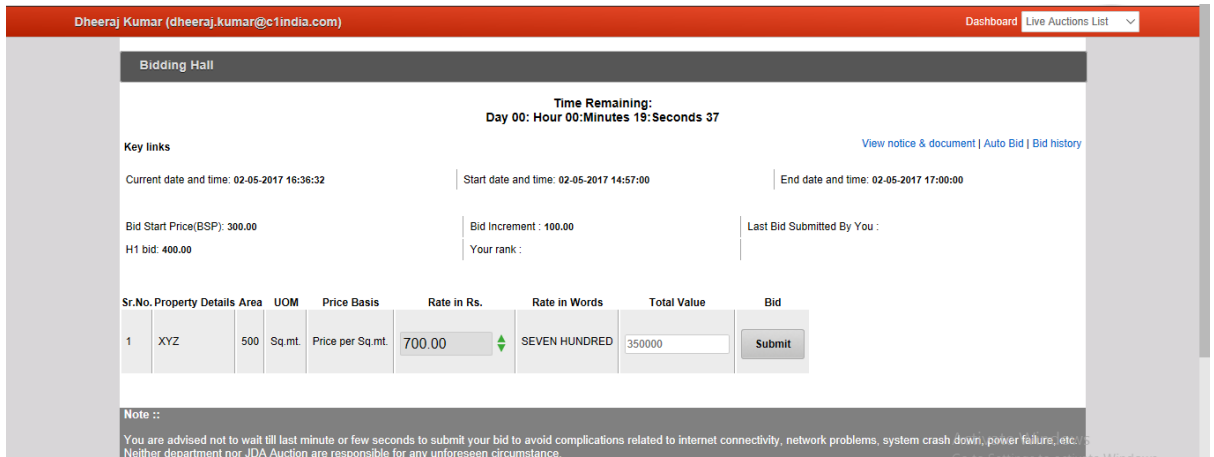 Dheeraj Kumar (dheeraj.kumar@c1india.com) Dashboard Live Auctions List
Bidding Hall
Time Remaining:
Day 00: Hour 00:Minutes 19:Seconds 37
Key links View notice & document | Auto Bid | Bid history
Current date and time: 02-05-2017 16:36:32 Start date and time: 02-05-2017 14:57:00 End date and time: 02-05-2017 17:00:00
Bid Start Price(BSP): 300.00 Bid Increment : 100.00 Last Bid Submitted By You :
H1 bid: 400.00 Your rank :
Sr.No. Property Details Area UOM Price Basis Rate in Rs. Rate in Words Total Value Bid
1 XYZ 500 Sq.mt. Price per Sq.mt. 700.00 SEVEN HUNDRED 350000 Submit
Note ::
You are advised not to wait till last minute or few seconds to submit your bid to avoid complications related to internet connectivity, network problems, system crash down, power failure, etc.
Neither department nor JDA Auction are responsible for any unforeseen circumstance.
Activate Windows